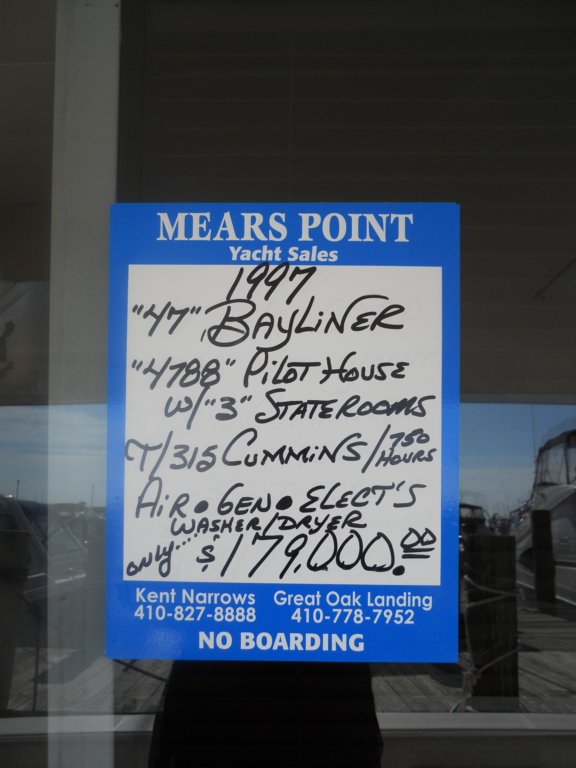 MEARS POINT
Yacht Sales
1997
"47" BAYLINER
"4788" PILOT HOUSE
W/"3" STATEROOMS
T/315 CUMMINS/750 HOURS
AIR • GEN • ELECT'S
WASHER/DRYER
ONLY.... $179,000.00
Kent Narrows Great Oak Landing
410-827-8888 410-778-7952
NO BOARDING